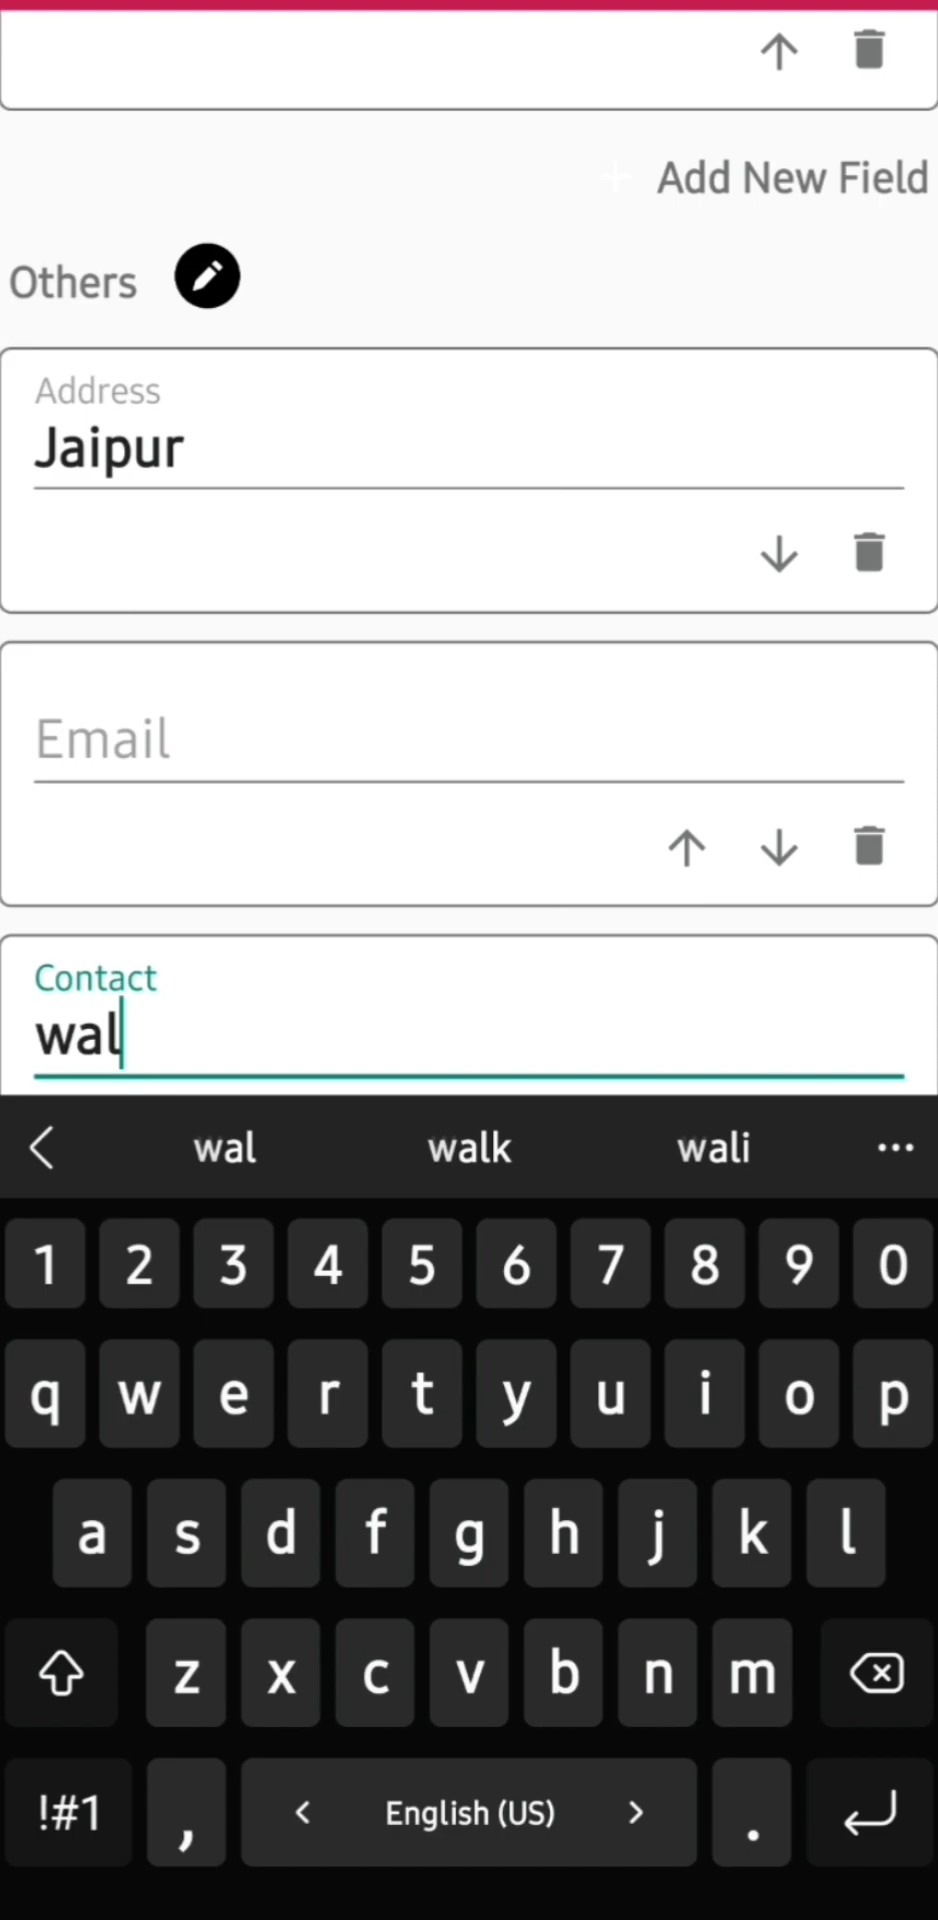 Add New Field
Others
Address
Jaipur
Email
Contact
wal
wal walk wali ...
1 2 3 4 5 6 7 8 9 0
q w e r t y u i o p
a s d f g h j k l
z x c v b n m
!#1 , < English (US) > .